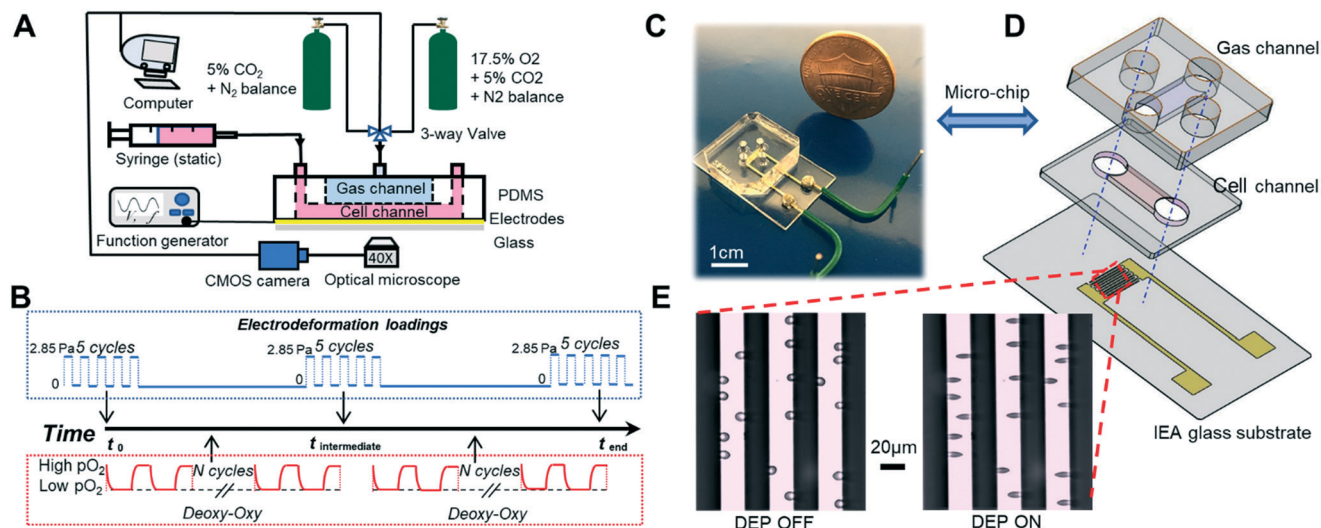 A
5% CO2
+ N2 balance
17.5% O2
+ 5% CO2
+ N2 balance
Computer
3-way Valve
Syringe (static)
Gas channel
Cell channel
PDMS
Electrodes
Glass
Function generator
40X
CMOS camera
Optical microscope
B
Electrodeformation loadings
2.85 Pa 5 cycles
0
2.85 Pa 5 cycles
0
2.85 Pa 5 cycles
0
Time
t0
tintermediate
tend
High pO2
Low pO2
N cycles
N cycles
Deoxy-Oxy
Deoxy-Oxy
C
ONE CENT
1cm
Micro-chip
D
Gas channel
Cell channel
IEA glass substrate
E
20μm
DEP OFF
DEP ON